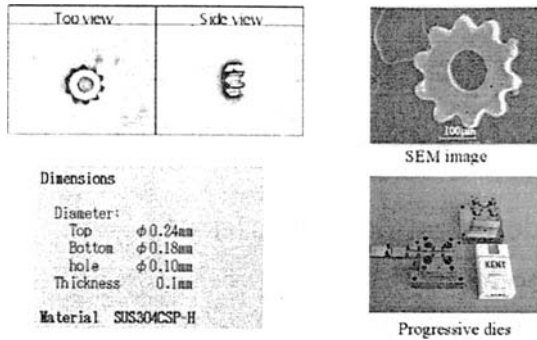 Top view
Side view
100μm
SEM image
Dimensions
Diameter:
Top φ0.24mm
Bottom φ0.18mm
hole φ0.10mm
Thickness 0.1mm
Material SUS304CSP-H
KENT
Progressive dies